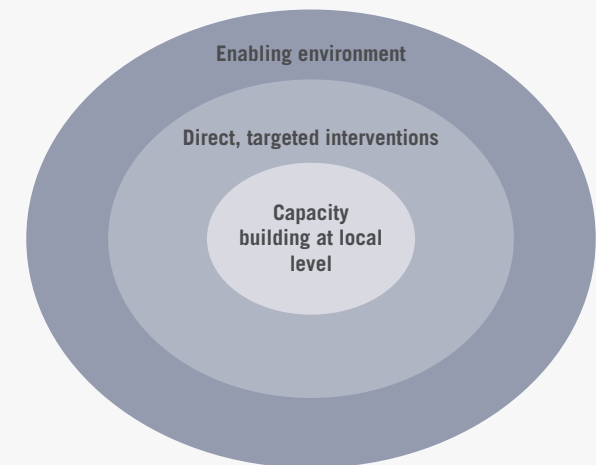 Enabling environment
Direct, targeted interventions
Capacity
building at local
level